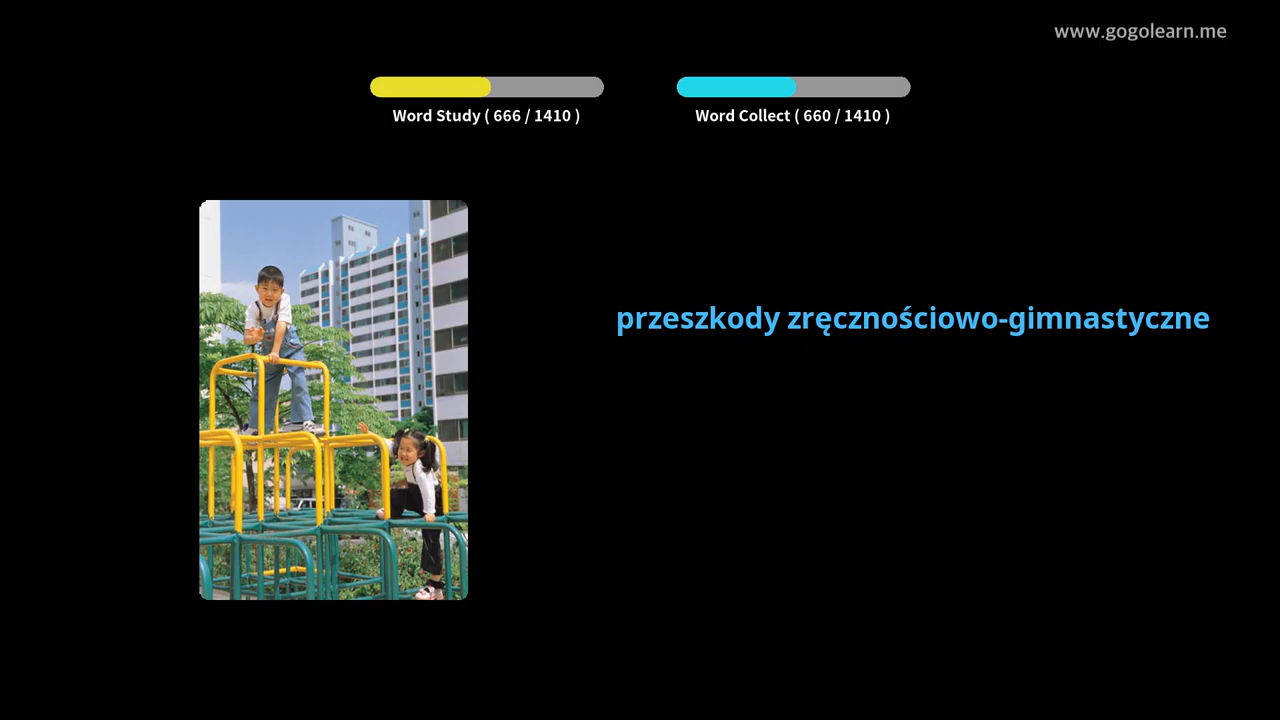 www.gogolearn.me
Word Study ( 666 / 1410 )
Word Collect ( 660 / 1410 )
przeszkody zręcznościowo-gimnastyczne